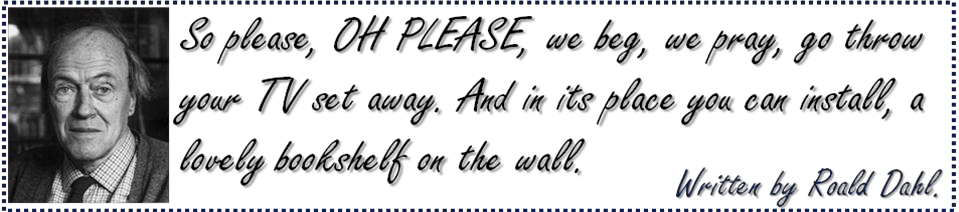 So please, OH PLEASE, we beg, we pray, go throw
your TV set away. And in its place you can install, a
lovely bookshelf on the wall.
Written by Roald Dahl.